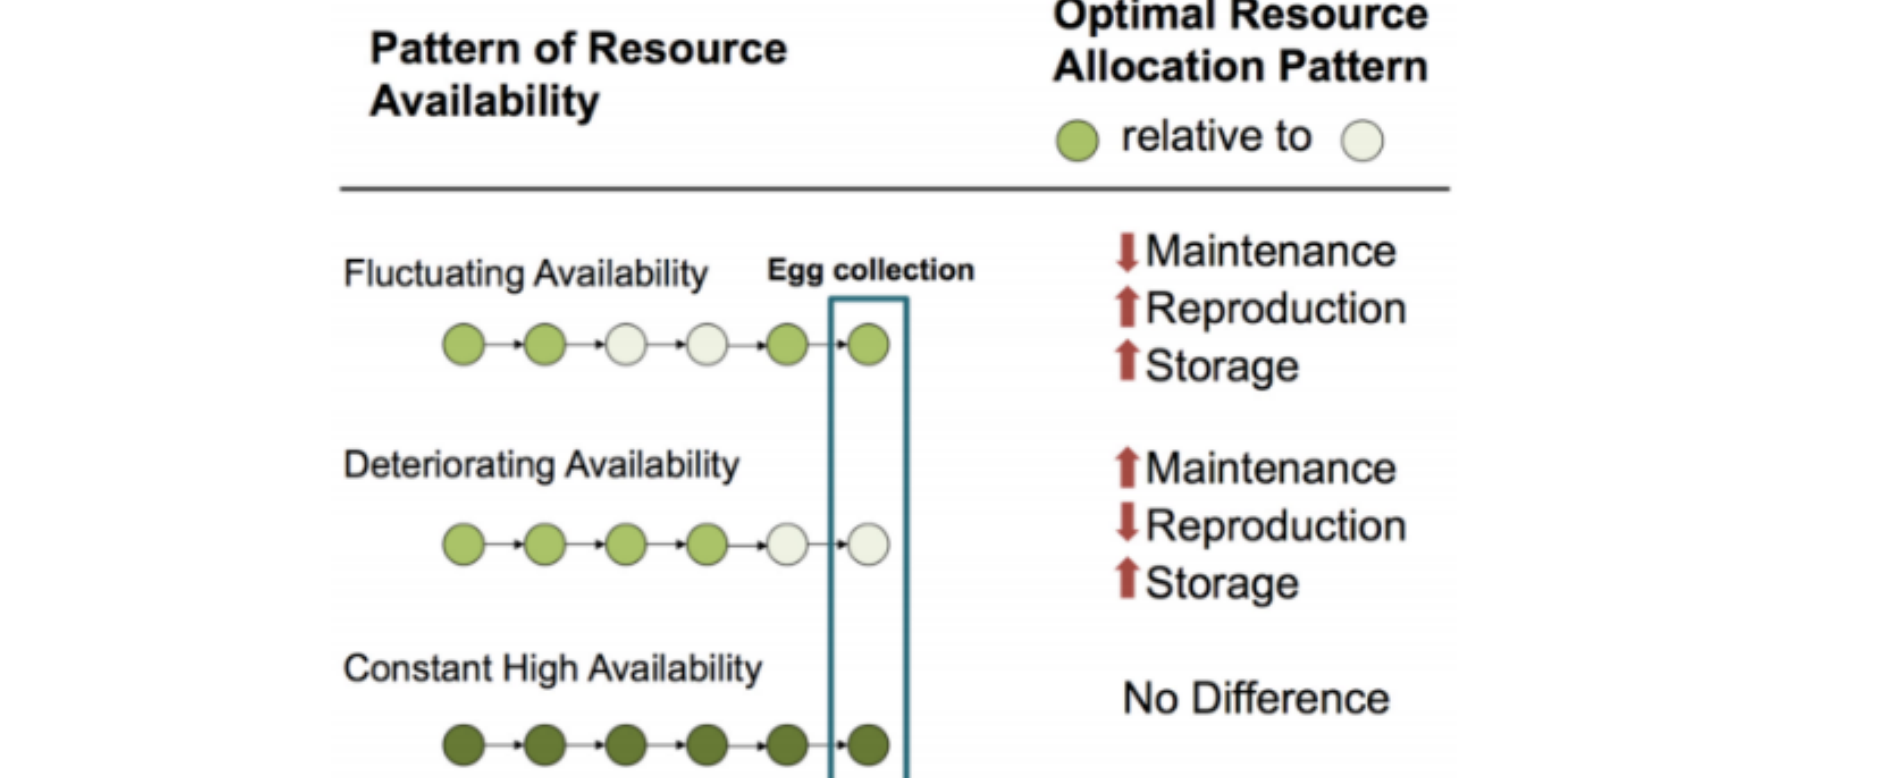 Pattern of Resource
Availability
Optimal Resource
Allocation Pattern
relative to
Fluctuating Availability
Egg collection
Maintenance
Reproduction
Storage
Deteriorating Availability
Maintenance
Reproduction
Storage
Constant High Availability
No Difference